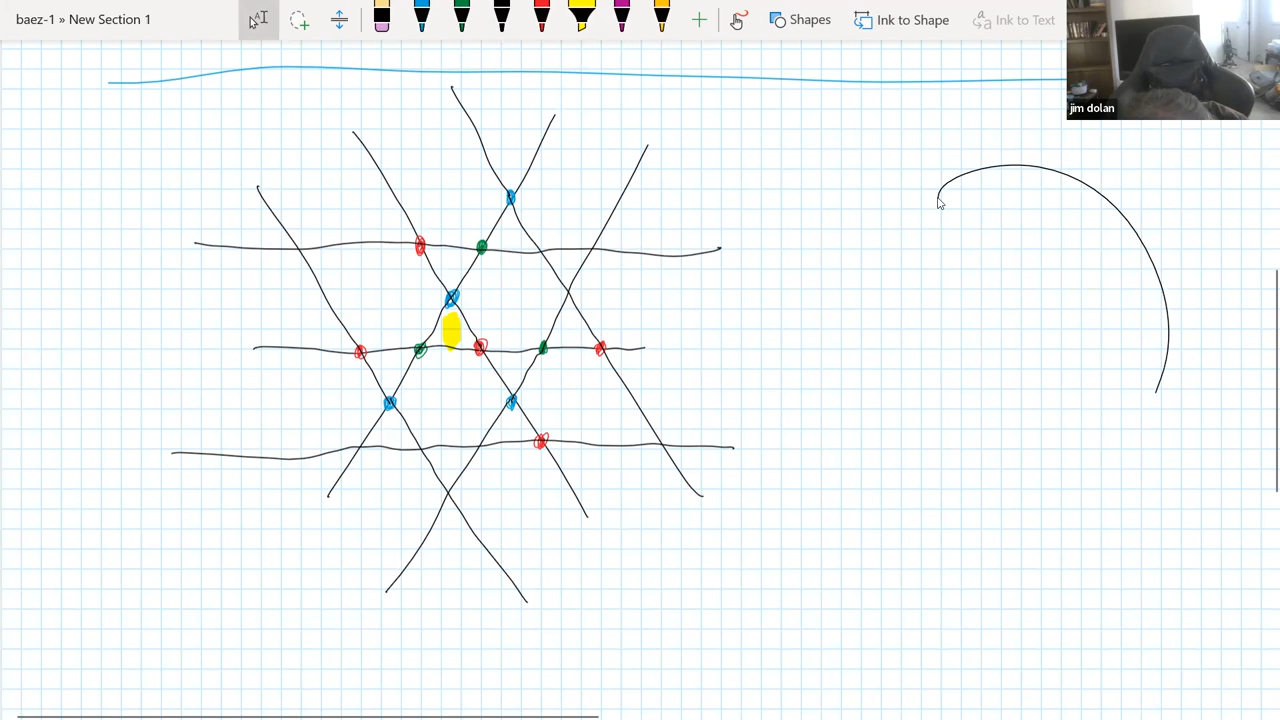 baez-1 » New Section 1
Shapes
Ink to Shape
Ink to Text
jim dolan